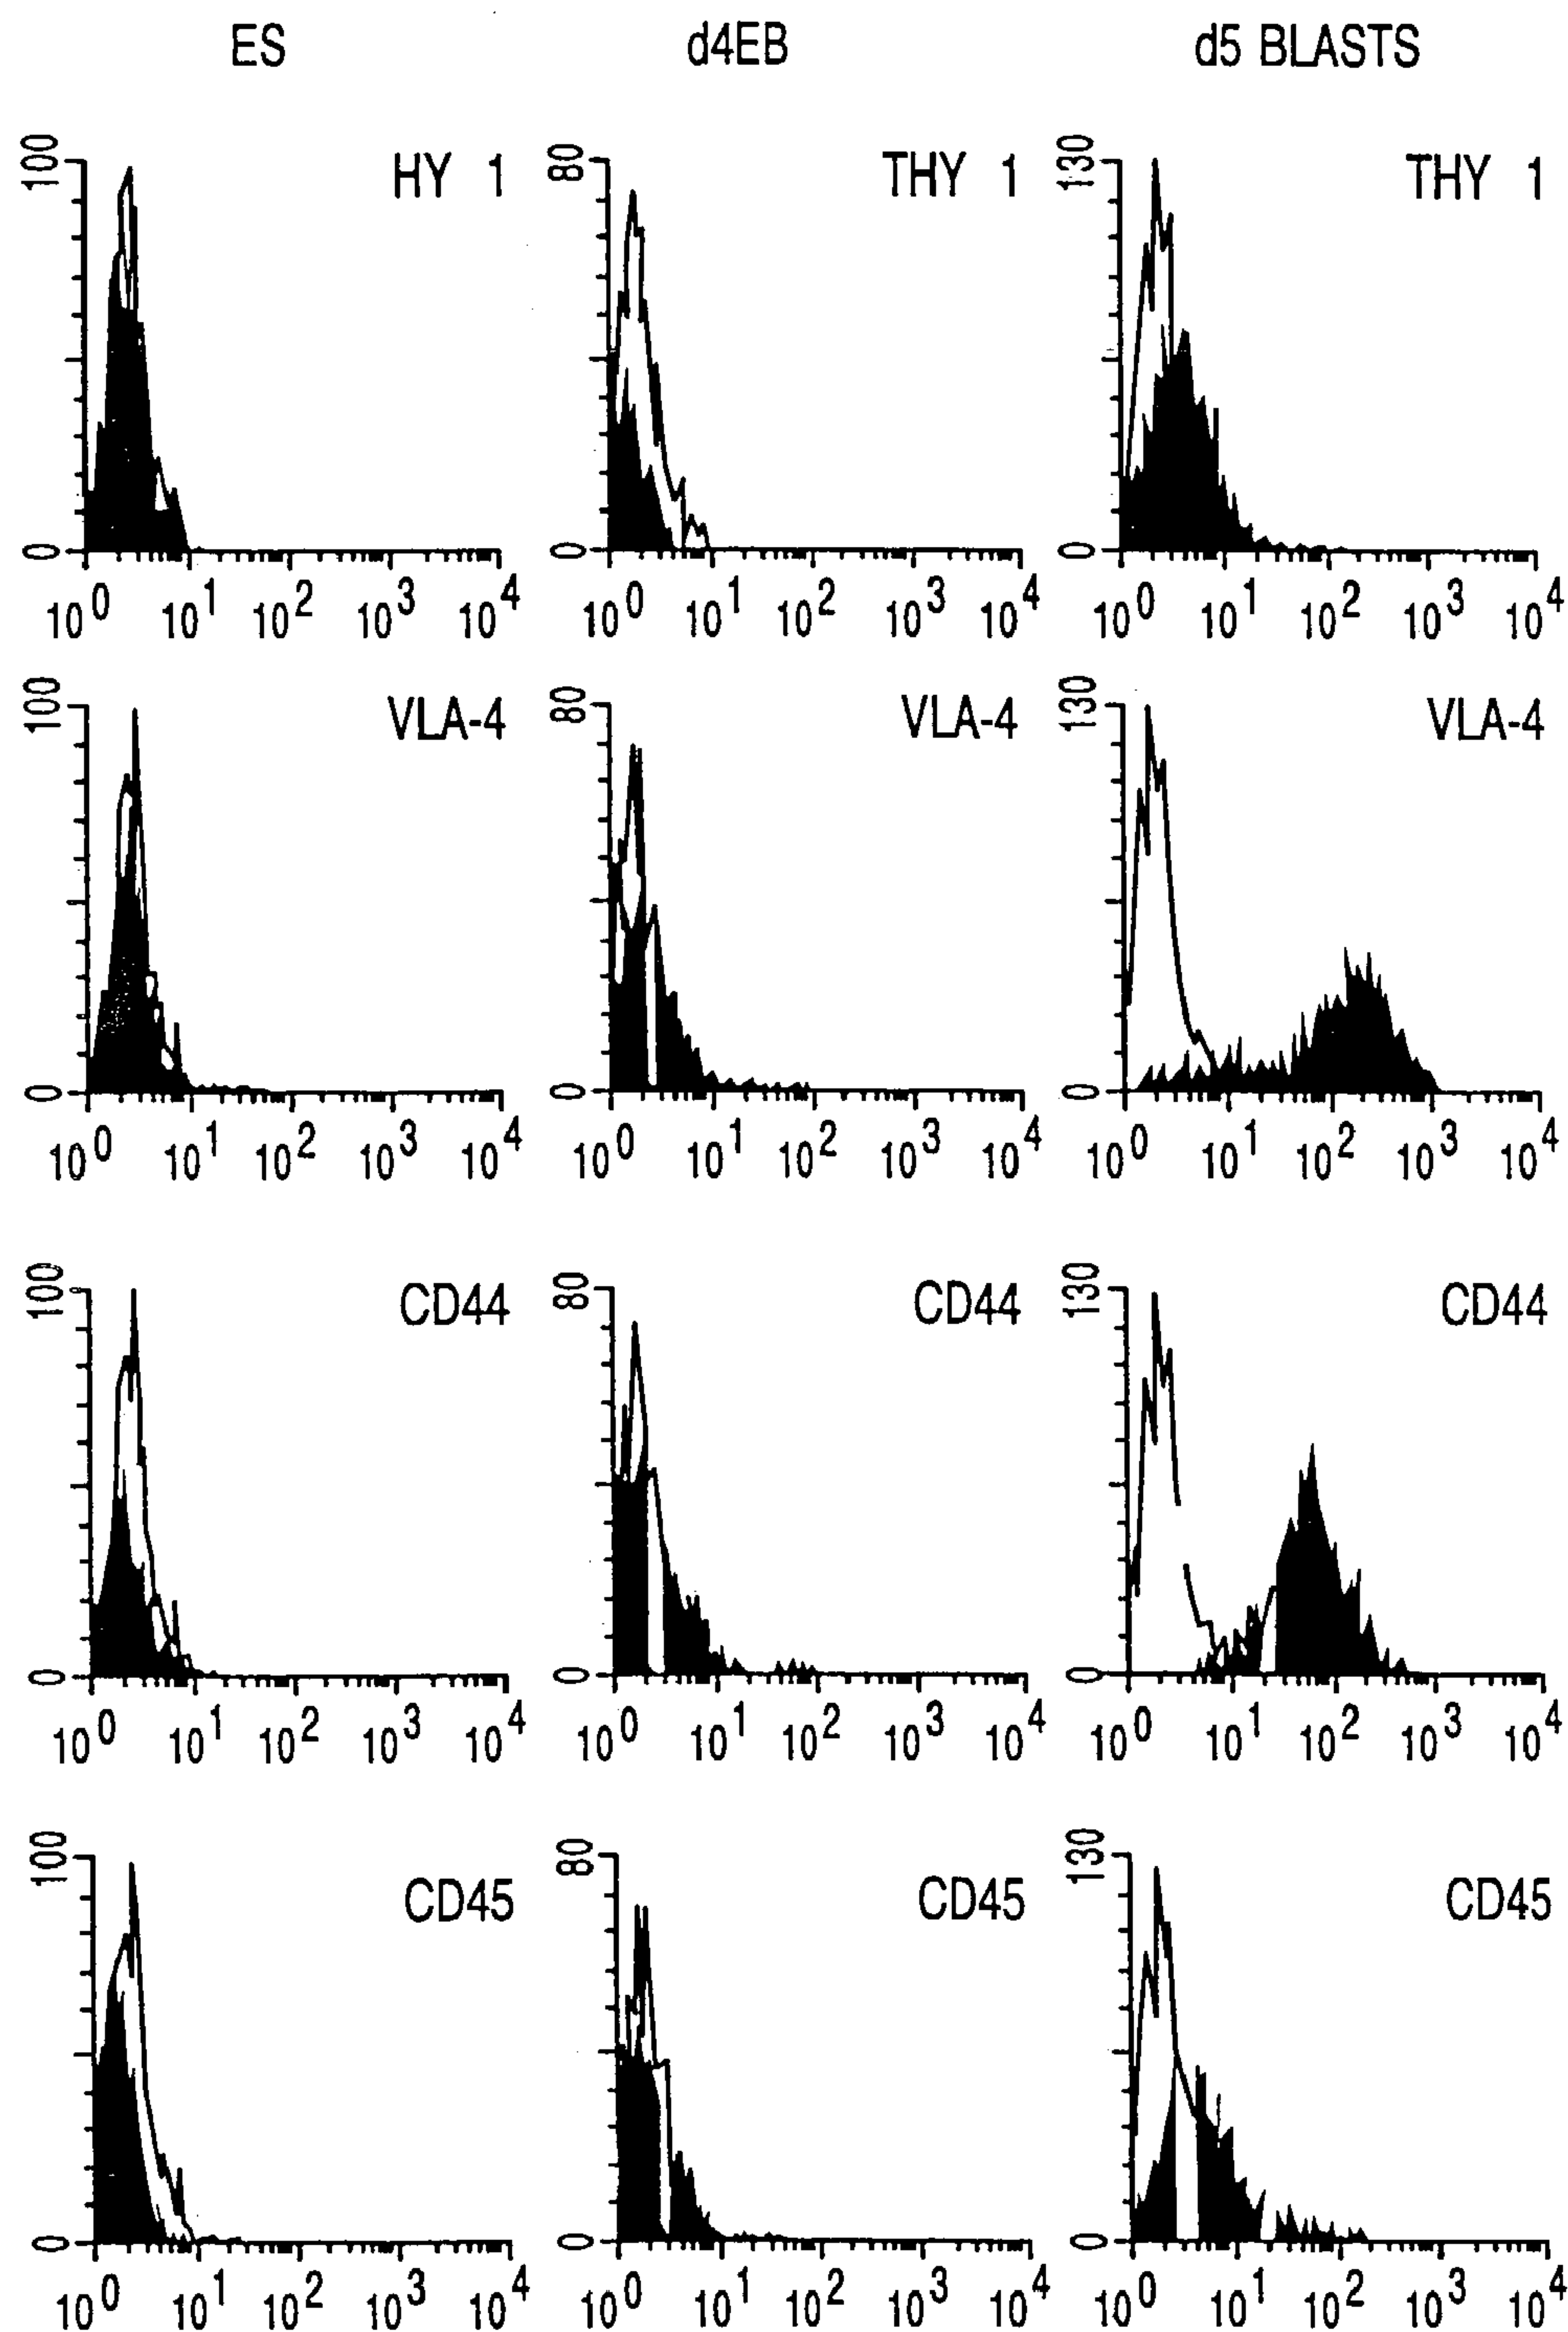 ES d4EB d5 BLASTS
100 HY 1 80 THY 1 130 THY 1
0 0 0
10^0 10^1 10^2 10^3 10^4 10^0 10^1 10^2 10^3 10^4 10^0 10^1 10^2 10^3 10^4
100 VLA-4 80 VLA-4 130 VLA-4
0 0 0
10^0 10^1 10^2 10^3 10^4 10^0 10^1 10^2 10^3 10^4 10^0 10^1 10^2 10^3 10^4
100 CD44 80 CD44 130 CD44
0 0 0
10^0 10^1 10^2 10^3 10^4 10^0 10^1 10^2 10^3 10^4 10^0 10^1 10^2 10^3 10^4
100 CD45 80 CD45 130 CD45
0 0 0
10^0 10^1 10^2 10^3 10^4 10^0 10^1 10^2 10^3 10^4 10^0 10^1 10^2 10^3 10^4